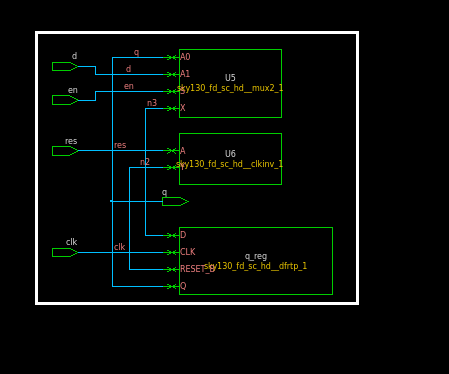 d
en
res
clk
q
d
en
n3
res
n2
q
clk
A0
A1
S
X
U5
sky130_fd_sc_hd__mux2_1
A
Y
U6
sky130_fd_sc_hd__clkinv_1
D
CLK
RESET_B
Q
q_reg
sky130_fd_sc_hd__dfrtp_1